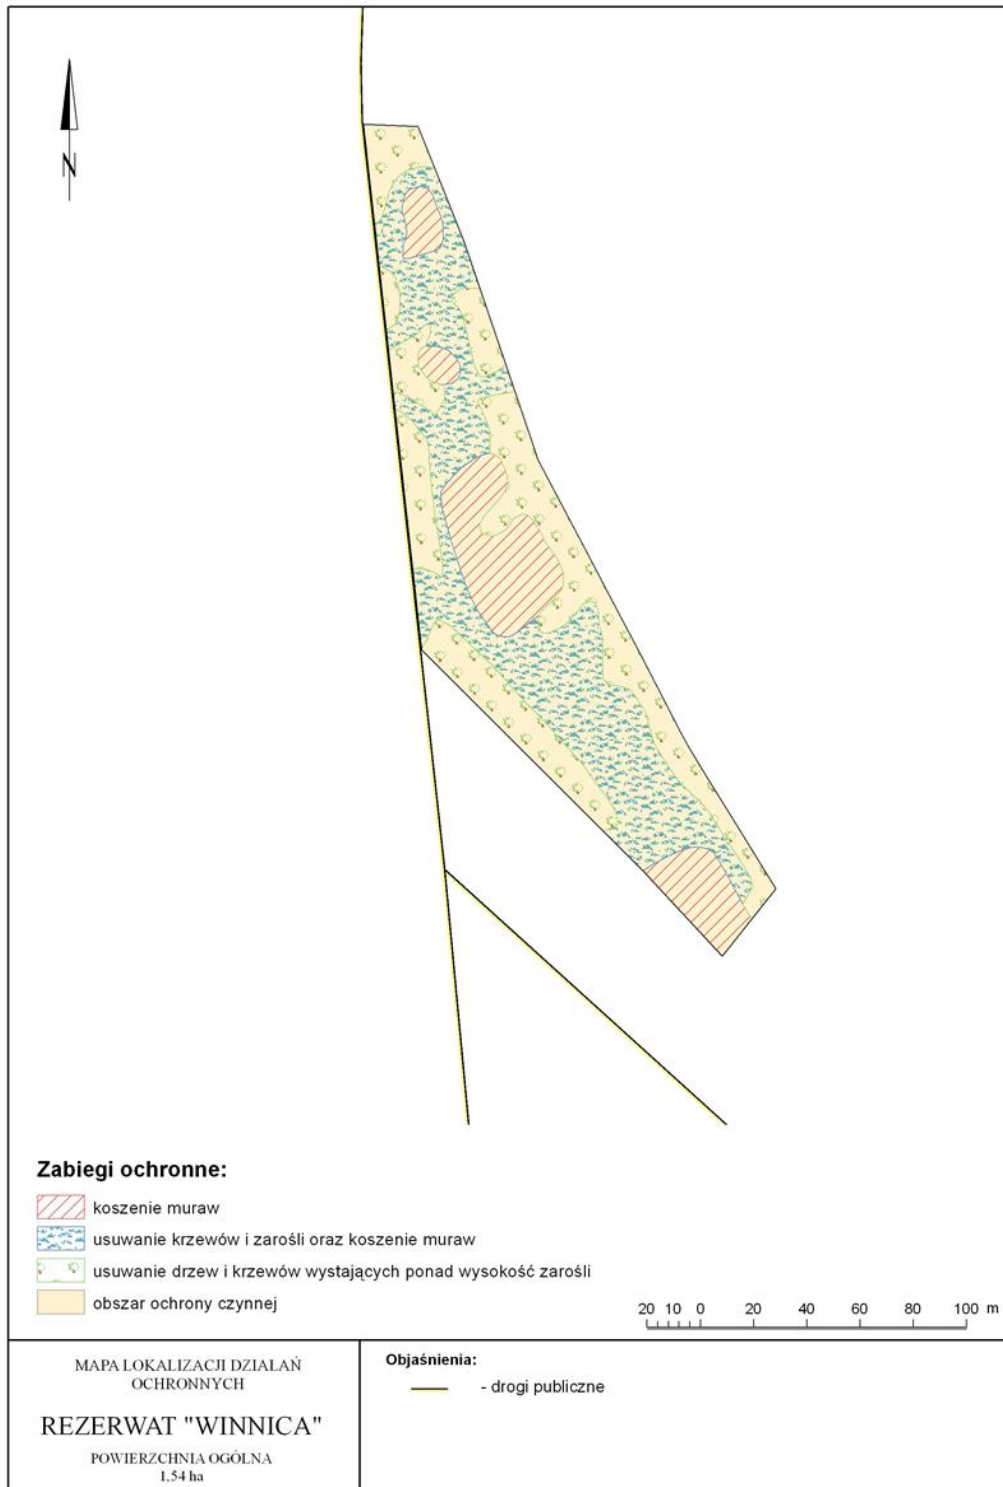 N
Zabiegi ochronne:
koszenie muraw
usuwanie krzewów i zarośli oraz koszenie muraw
usuwanie drzew i krzewów wystających ponad wysokość zarośli
obszar ochrony czynnej
20 10 0 20 40 60 80 100 m
MAPA LOKALIZACJI DZIALAŃ
OCHRONNYCH
REZERWAT "WINNICA"
POWIERZCHNIA OGÓLNA
1,54 ha
Objaśnienia:
- drogi publiczne